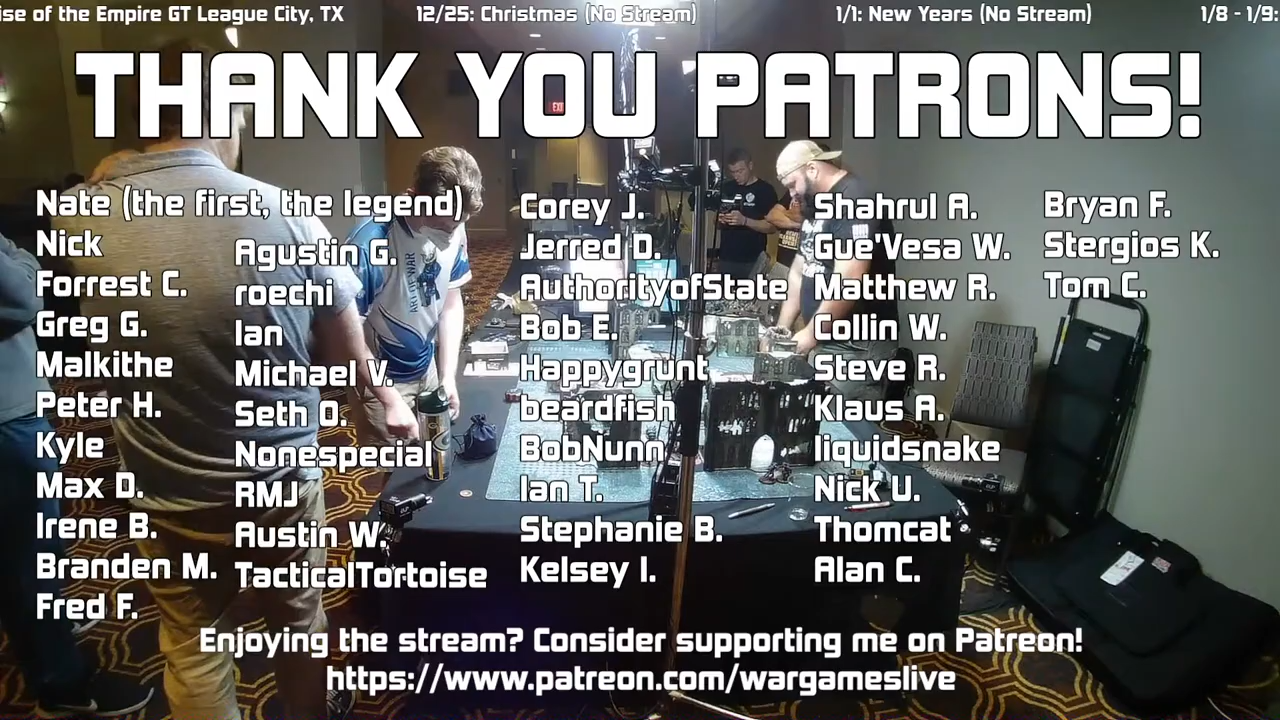 ise of the Empire GT League City, TX 12/25: Christmas (No Stream) 1/1: New Years (No Stream) 1/8 - 1/9:
THANK YOU PATRONS!
Nate (the first, the legend)
Nick
Forrest C.
Greg G.
Malkithe
Peter H.
Kyle
Max D.
Irene B.
Branden M.
Fred F.
Agustin G.
roechi
Ian
Michael V.
Seth O.
Nonespecial
RMJ
Austin W.
TacticalTortoise
Corey J.
Jerred D.
AuthorityofState
Bob E.
Happygrunt
beardfish
BobNunn
Ian T.
Stephanie B.
Kelsey I.
Shahrul A.
Gue'Vesa W.
Matthew R.
Collin W.
Steve R.
Klaus A.
liquidsnake
Nick U.
Thomcat
Alan C.
Bryan F.
Stergios K.
Tom C.
Enjoying the stream? Consider supporting me on Patreon!
https://www.patreon.com/wargameslive
EXIT
ART OF WAR